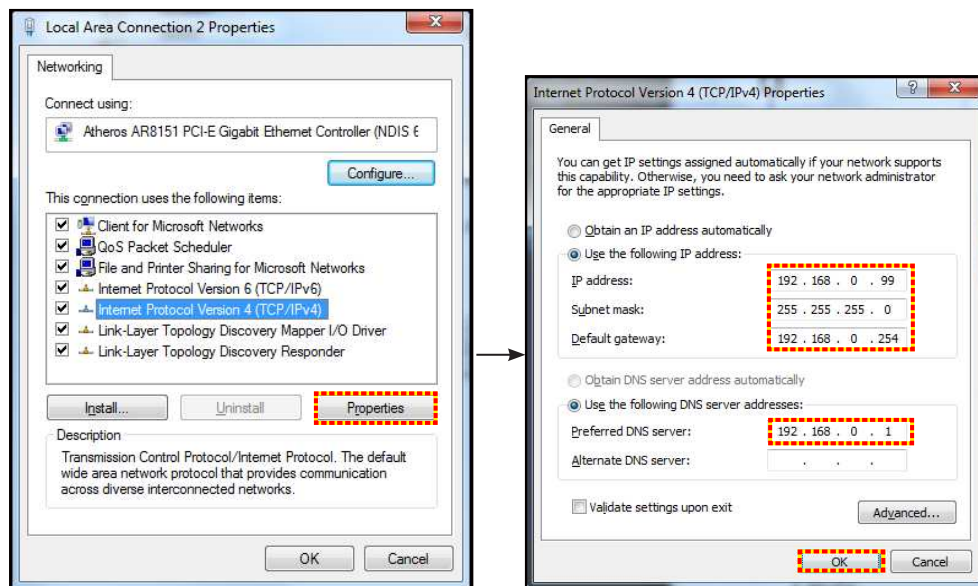 Local Area Connection 2 Properties
Networking
Connect using:
Atheros AR8151 PCI-E Gigabit Ethernet Controller (NDIS 6
Configure...
This connection uses the following items:
Client for Microsoft Networks
QoS Packet Scheduler
File and Printer Sharing for Microsoft Networks
Internet Protocol Version 6 (TCP/IPv6)
Internet Protocol Version 4 (TCP/IPv4)
Link-Layer Topology Discovery Mapper I/O Driver
Link-Layer Topology Discovery Responder
Install...
Uninstall
Properties
Description
Transmission Control Protocol/Internet Protocol. The default
wide area network protocol that provides communication
across diverse interconnected networks.
OK
Cancel
Internet Protocol Version 4 (TCP/IPv4) Properties
General
You can get IP settings assigned automatically if your network supports
this capability. Otherwise, you need to ask your network administrator
for the appropriate IP settings.
Obtain an IP address automatically
Use the following IP address:
IP address: 192 . 168 . 0 . 99
Subnet mask: 255 . 255 . 255 . 0
Default gateway: 192 . 168 . 0 . 254
Obtain DNS server address automatically
Use the following DNS server addresses:
Preferred DNS server: 192 . 168 . 0 . 1
Alternate DNS server: . . .
Validate settings upon exit
Advanced...
OK
Cancel